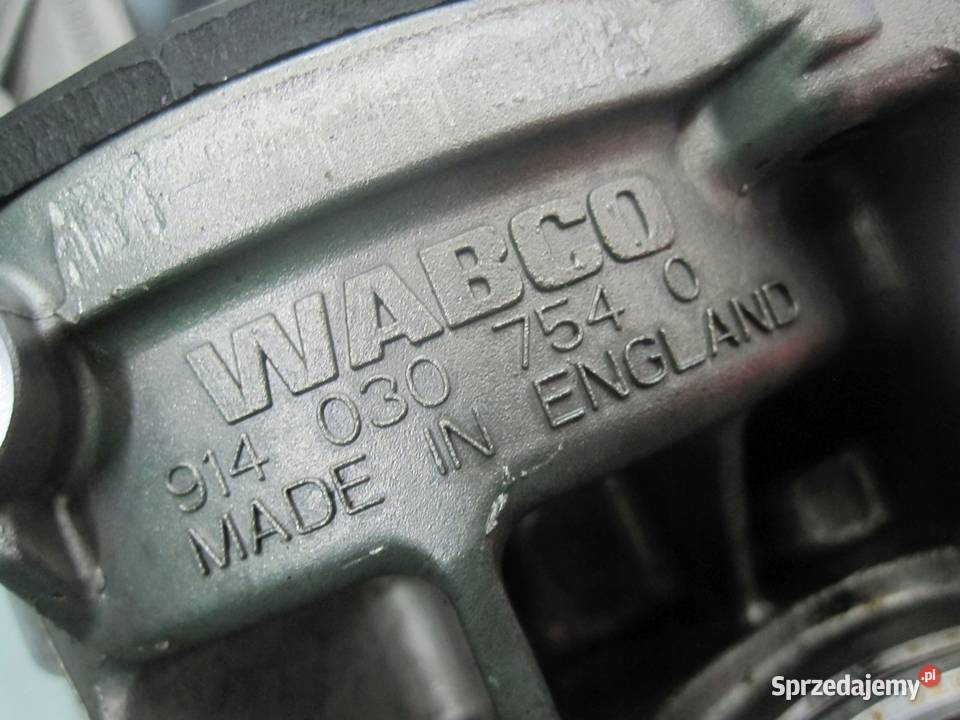 WABCO
914 030 754 0
MADE IN ENGLAND
Sprzedajemy.pl